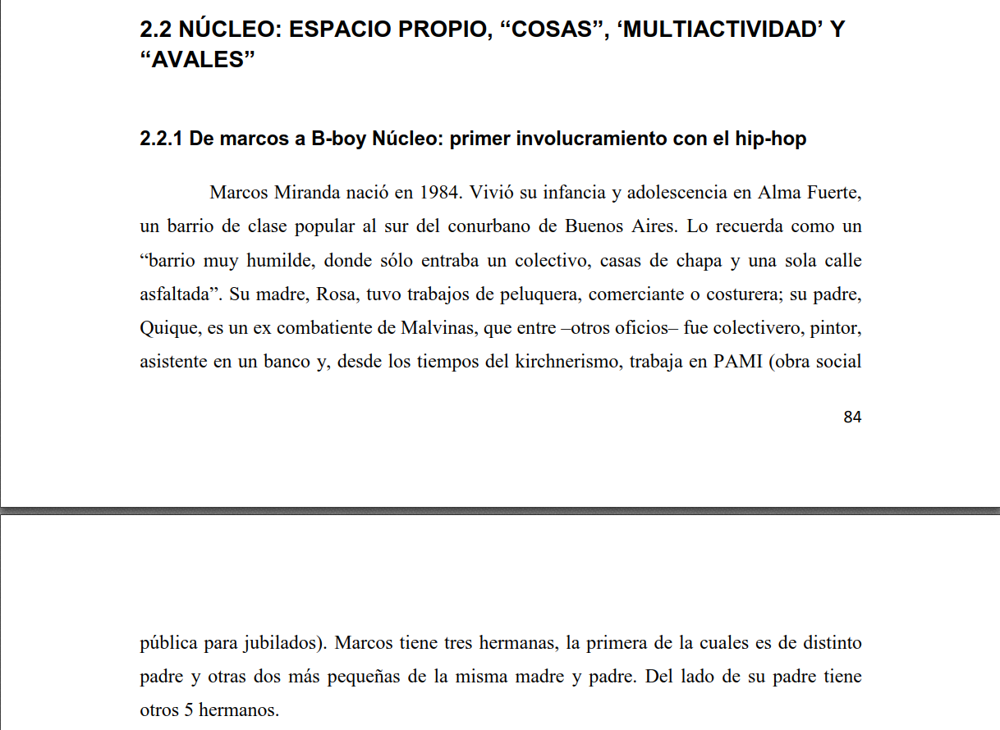 2.2 NÚCLEO: ESPACIO PROPIO, “COSAS”, ‘MULTIACTIVIDAD’ Y
“AVALES”
2.2.1 De marcos a B-boy Núcleo: primer involucramiento con el hip-hop
Marcos Miranda nació en 1984. Vivió su infancia y adolescencia en Alma Fuerte,
un barrio de clase popular al sur del conurbano de Buenos Aires. Lo recuerda como un
“barrio muy humilde, donde sólo entraba un colectivo, casas de chapa y una sola calle
asfaltada”. Su madre, Rosa, tuvo trabajos de peluquera, comerciante o costurera; su padre,
Quique, es un ex combatiente de Malvinas, que entre –otros oficios– fue colectivero, pintor,
asistente en un banco y, desde los tiempos del kirchnerismo, trabaja en PAMI (obra social
84
pública para jubilados). Marcos tiene tres hermanas, la primera de la cuales es de distinto
padre y otras dos más pequeñas de la misma madre y padre. Del lado de su padre tiene
otros 5 hermanos.